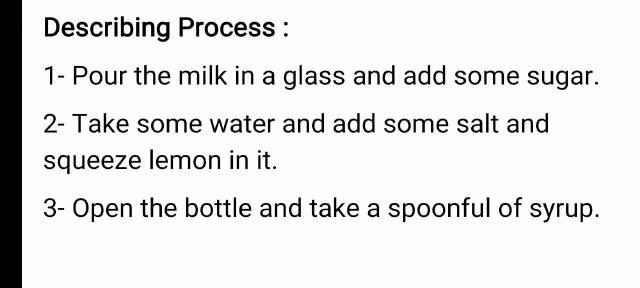 Describing Process :
1- Pour the milk in a glass and add some sugar.
2- Take some water and add some salt and
squeeze lemon in it.
3- Open the bottle and take a spoonful of syrup.